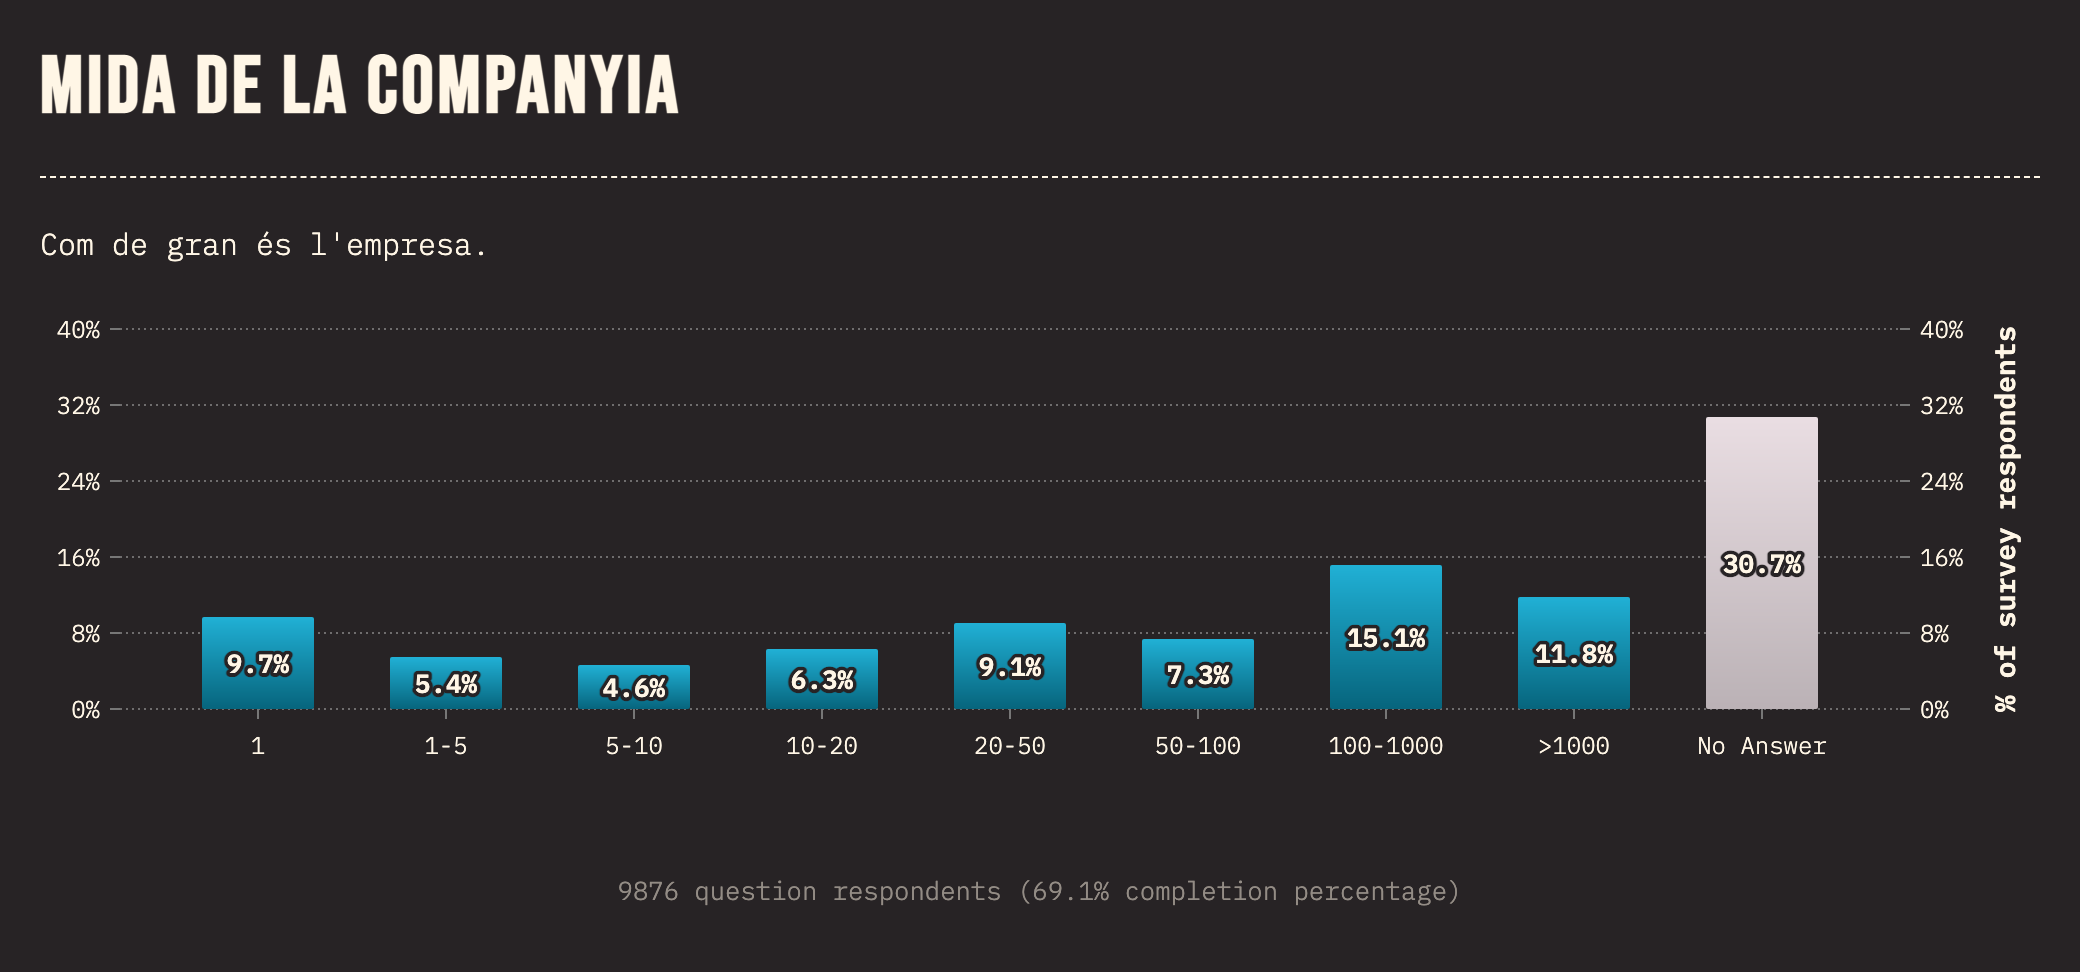 MIDA DE LA COMPANYIA
Com de gran és l'empresa.
40% 40%
32% 32%
24% 24%
16% 16%
8% 8%
0% 0%
% of survey respondents
9.7% 5.4% 4.6% 6.3% 9.1% 7.3% 15.1% 11.8% 30.7%
1 1-5 5-10 10-20 20-50 50-100 100-1000 >1000 No Answer
9876 question respondents (69.1% completion percentage)